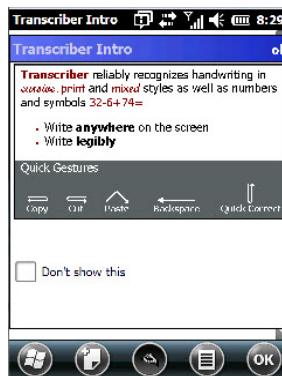 Transcriber Intro 8:29
Transcriber Intro ok
Transcriber reliably recognizes handwriting in
cursive, print and mixed styles as well as numbers
and symbols 32-6+74=
• Write anywhere on the screen
• Write legibly
Quick Gestures
Copy Cut Paste Backspace Quick Correct
Don't show this
OK